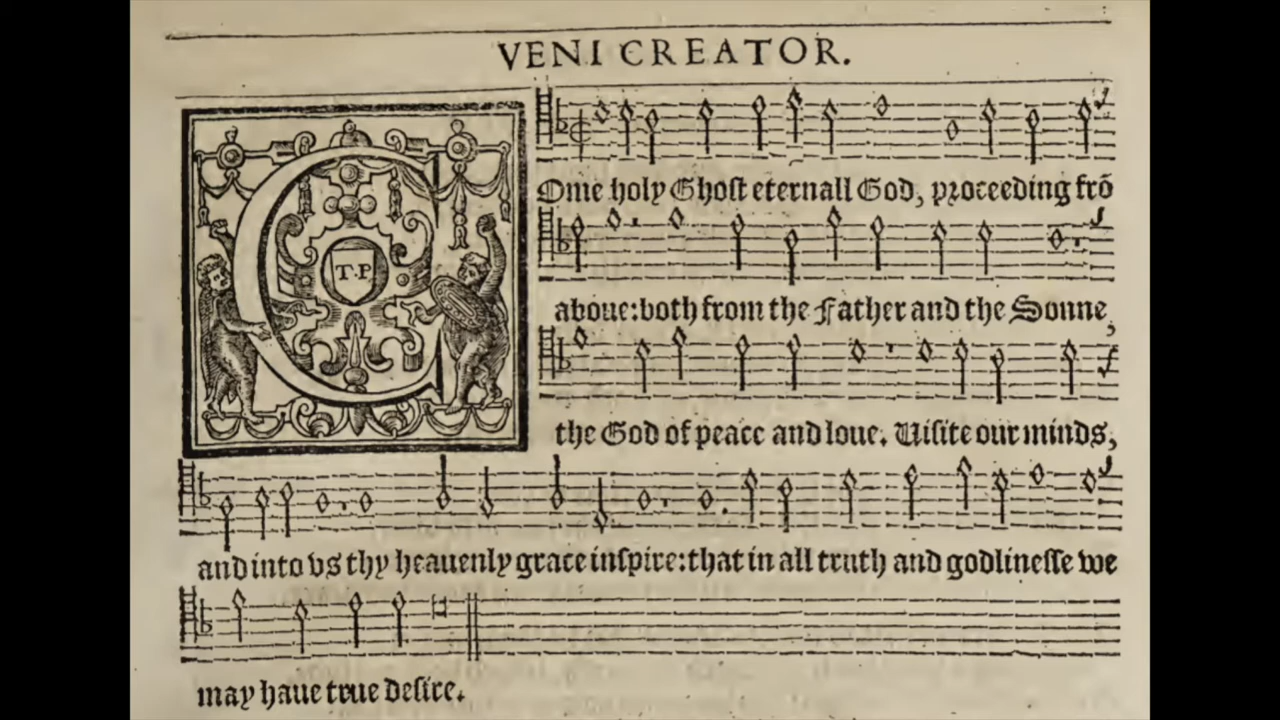 VENI CREATOR.
T.P
COme holy Ghoſt eternall God, proceeding frõ
aboue: both from the Father and the Sonne,
the God of peace and loue. Viſite our minds,
and into vs thy heauenly grace inſpire: that in all truth and godlineſſe we
may haue true deſire.